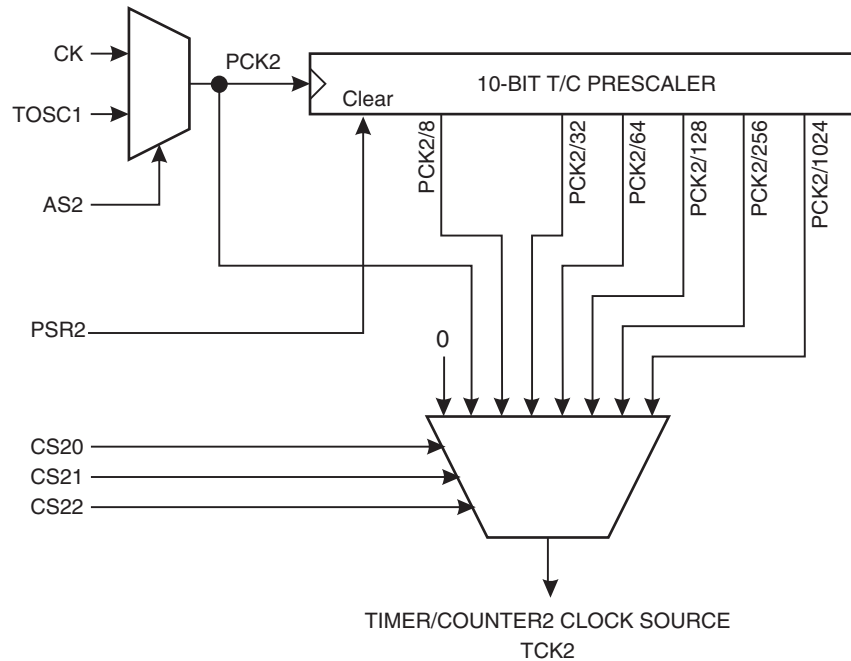 CK
PCK2
10-BIT T/C PRESCALER
TOSC1
Clear
PCK2/8
PCK2/32
PCK2/64
PCK2/128
PCK2/256
PCK2/1024
AS2
PSR2
0
CS20
CS21
CS22
TIMER/COUNTER2 CLOCK SOURCE
TCK2